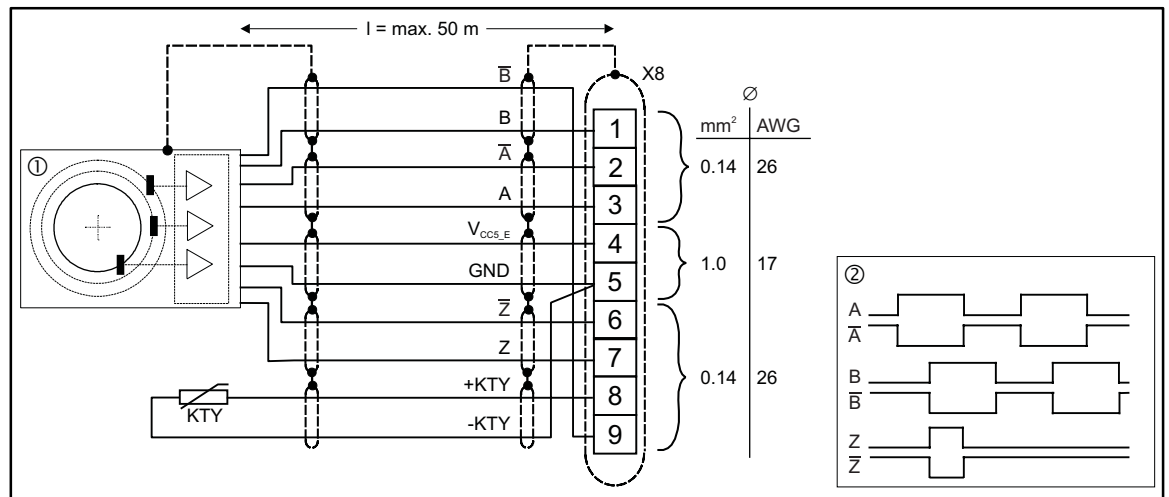 l = max. 50 m
X8
B̅
B
A̅
A
V_CC5_E
GND
Z̅
Z
+KTY
-KTY
KTY
①
1
2
3
4
5
6
7
8
9
∅
mm² AWG
0.14 26
1.0 17
0.14 26
②
A
A̅
B
B̅
Z
Z̅